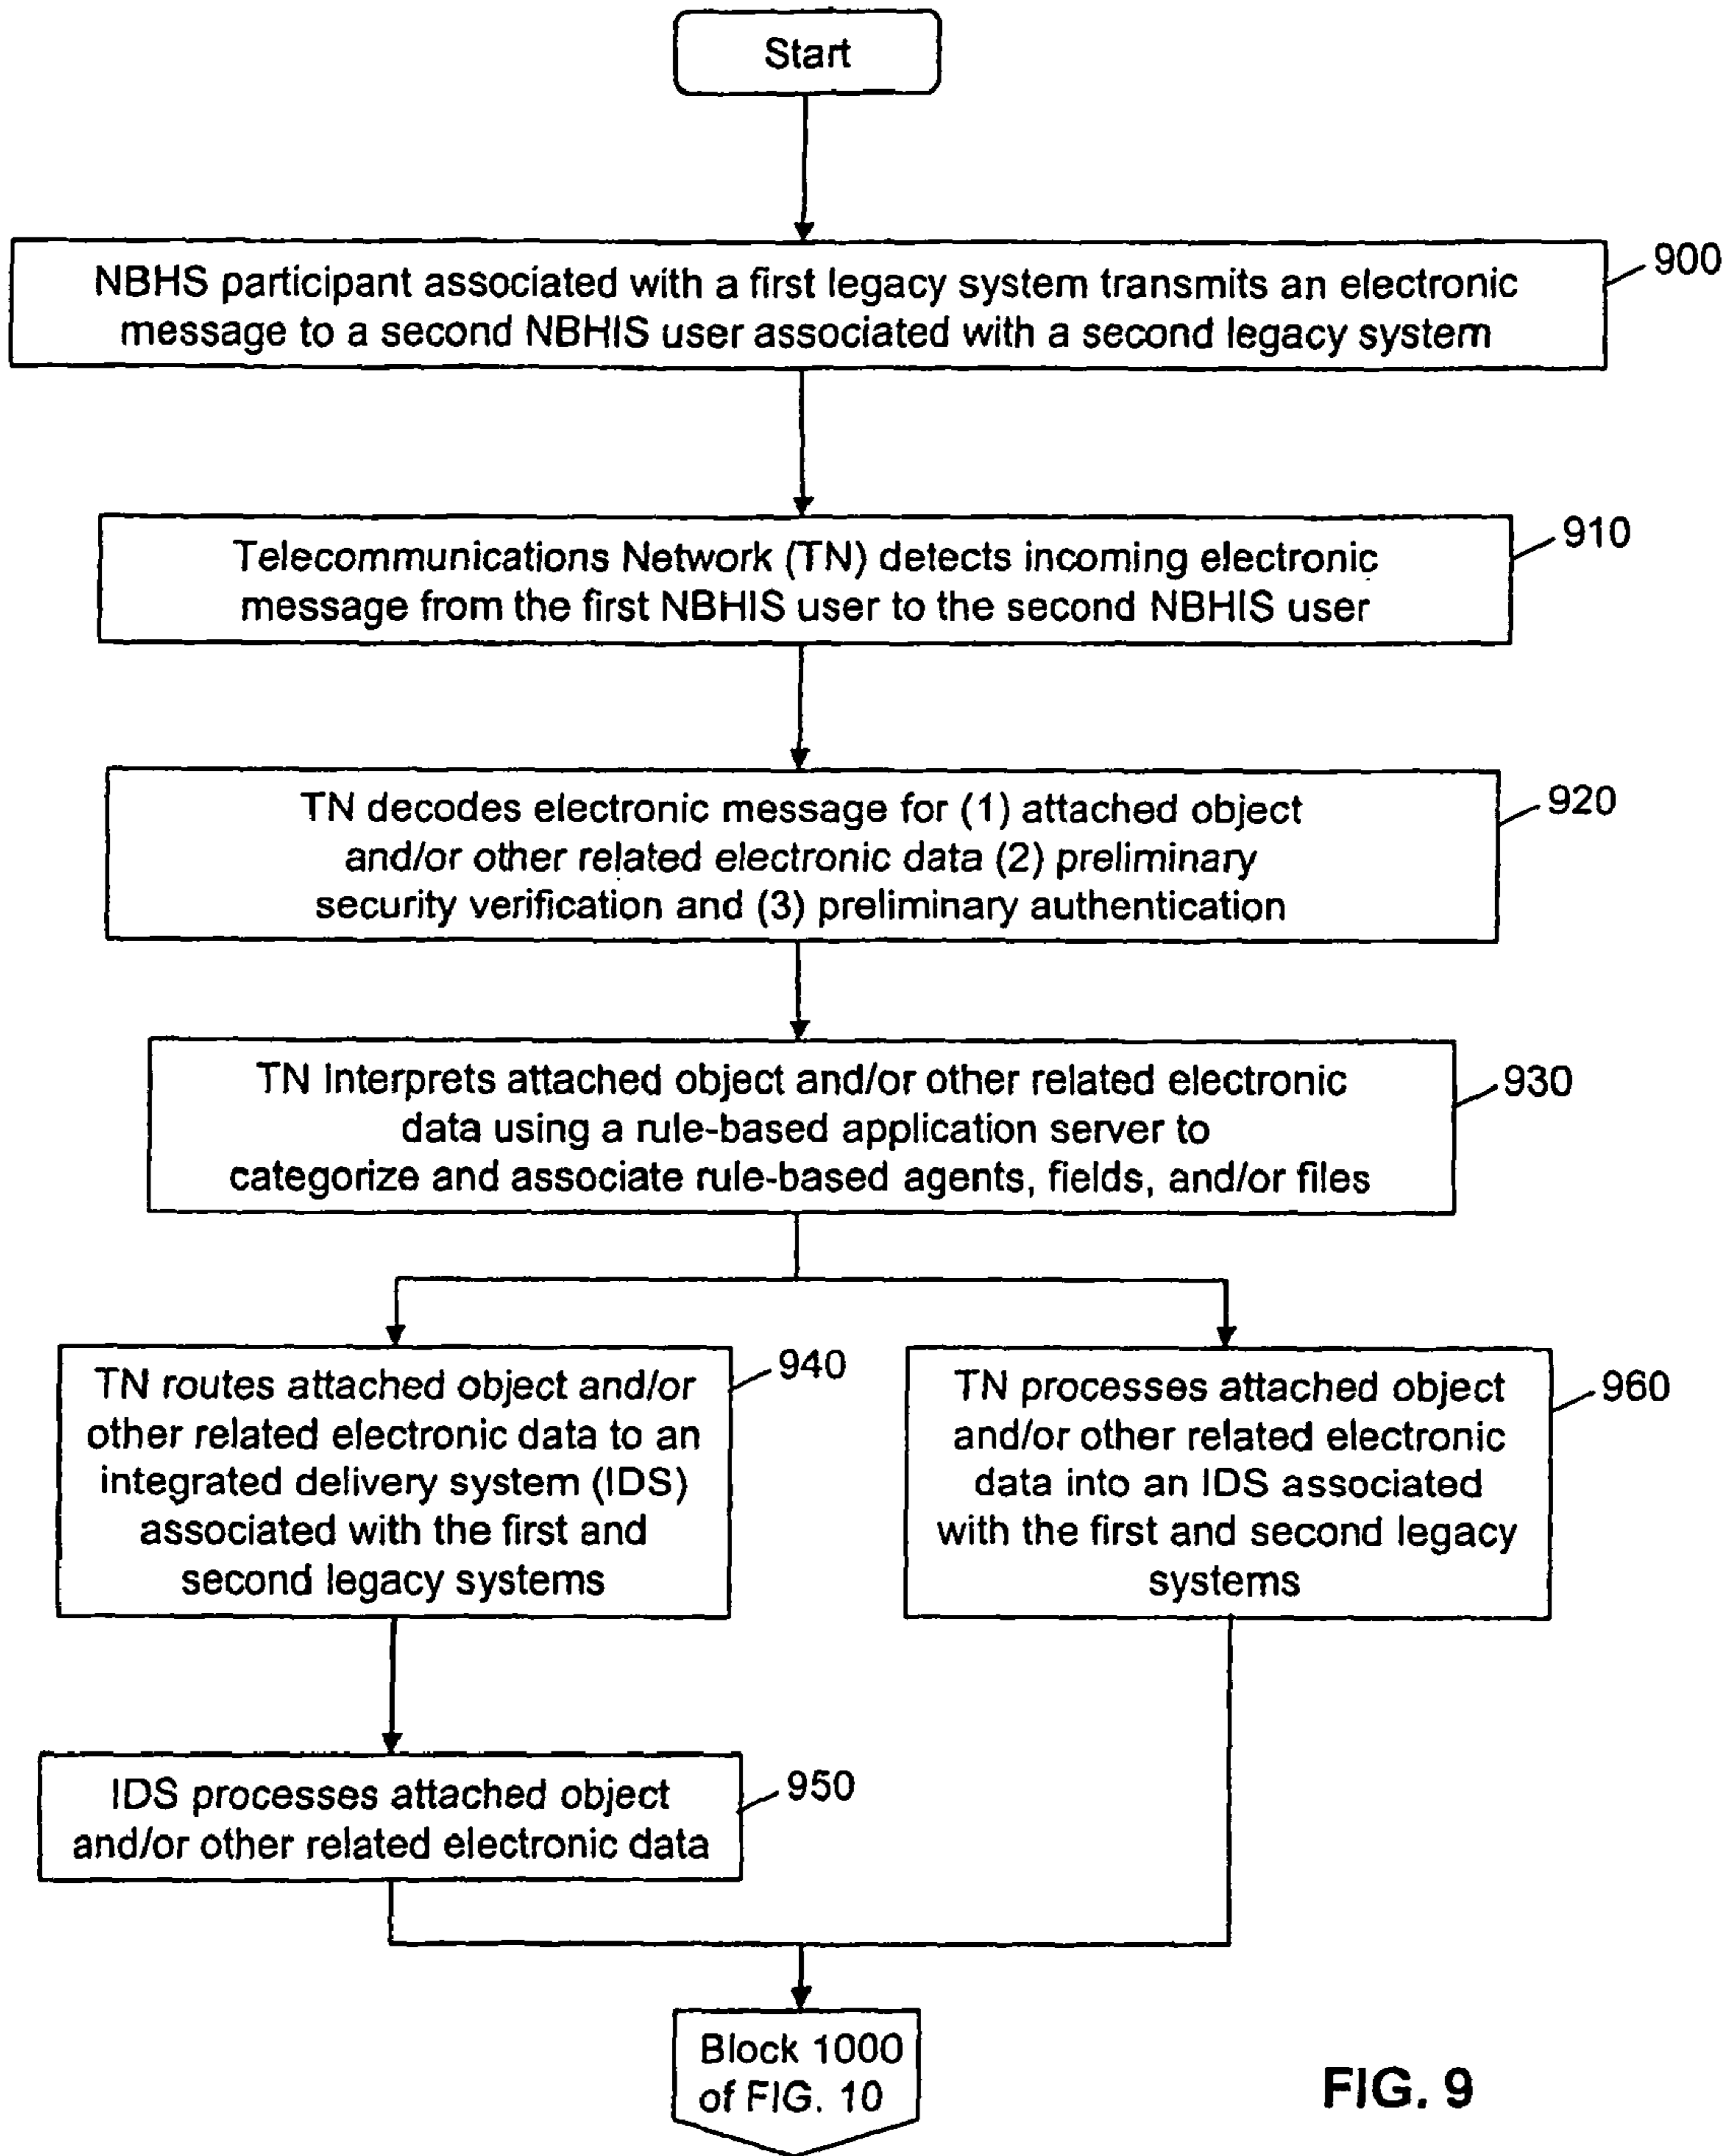 Start
NBHS participant associated with a first legacy system transmits an electronic
message to a second NBHIS user associated with a second legacy system
900
Telecommunications Network (TN) detects incoming electronic
message from the first NBHIS user to the second NBHIS user
910
TN decodes electronic message for (1) attached object
and/or other related electronic data (2) preliminary
security verification and (3) preliminary authentication
920
TN Interprets attached object and/or other related electronic
data using a rule-based application server to
categorize and associate rule-based agents, fields, and/or files
930
TN routes attached object and/or
other related electronic data to an
integrated delivery system (IDS)
associated with the first and
second legacy systems
940
TN processes attached object
and/or other related electronic
data into an IDS associated
with the first and second legacy
systems
960
IDS processes attached object
and/or other related electronic data
950
Block 1000
of FIG. 10
FIG. 9